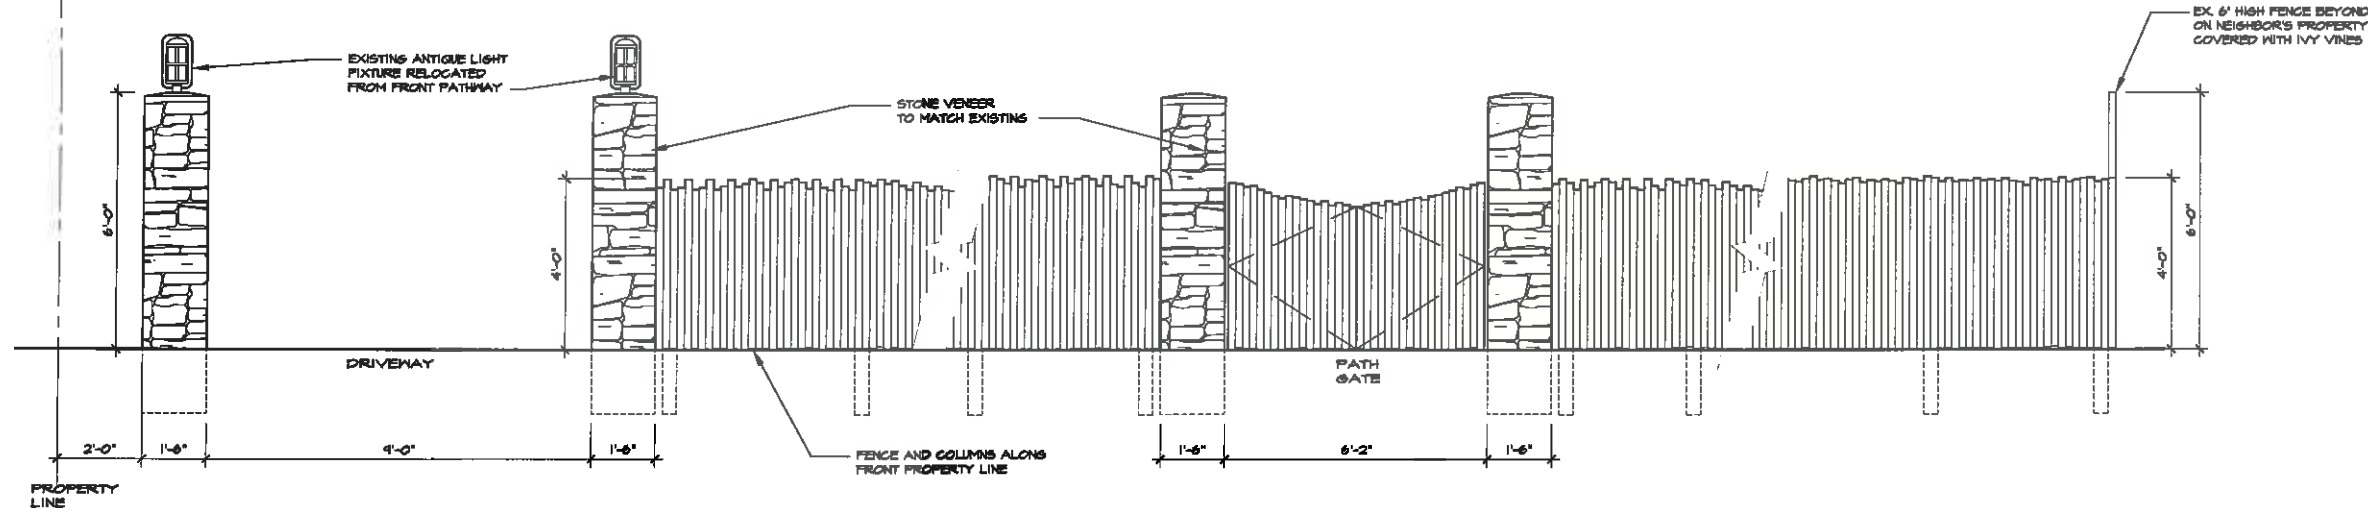 EX. 6' HIGH FENCE BEYOND
ON NEIGHBOR'S PROPERTY
COVERED WITH IVY VINES
EXISTING ANTIQUE LIGHT
FIXTURE RELOCATED
FROM FRONT PATHWAY
STONE VENEER
TO MATCH EXISTING
6'-0"
4'-0"
4'-0"
6'-0"
DRIVEWAY
PATH
GATE
2'-0"
1'-6"
9'-0"
1'-6"
1'-6"
6'-2"
1'-6"
FENCE AND COLUMNS ALONG
FRONT PROPERTY LINE
PROPERTY
LINE